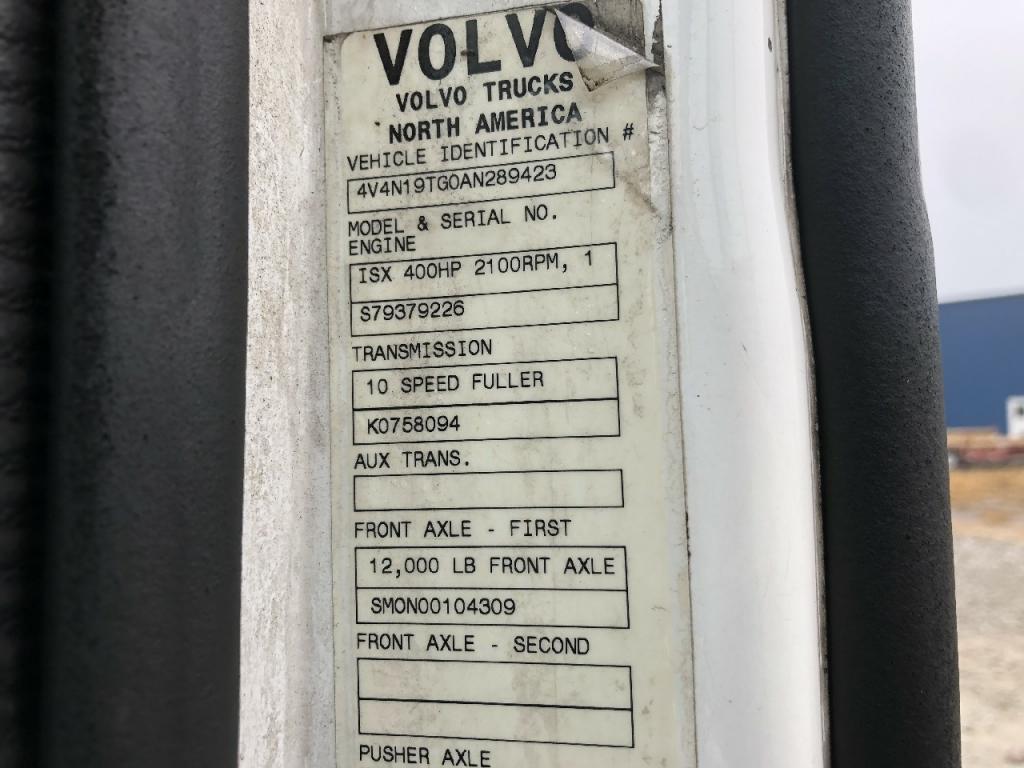 VOLVO
VOLVO TRUCKS
NORTH AMERICA
VEHICLE IDENTIFICATION #
4V4N19TG0AN289423
MODEL & SERIAL NO.
ENGINE
ISX 400HP 2100RPM, 1
S79379226
TRANSMISSION
10 SPEED FULLER
K0758094
AUX TRANS.
FRONT AXLE - FIRST
12,000 LB FRONT AXLE
SMON00104309
FRONT AXLE - SECOND
PUSHER AXLE